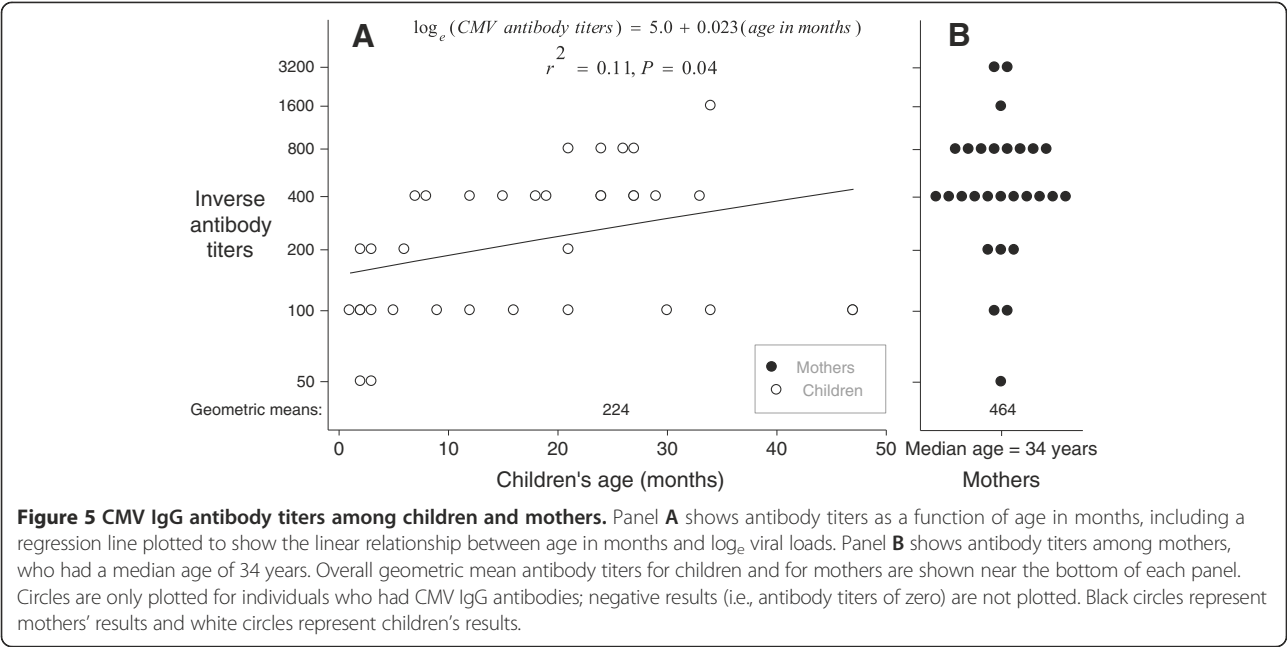 A
log e (CMV antibody titers) = 5.0 + 0.023(age in months)
r 2 = 0.11, P = 0.04
B
3200
1600
800
400
200
100
50
Inverse
antibody
titers
Mothers
Children
Geometric means:
224
464
0 10 20 30 40 50
Median age = 34 years
Children's age (months)
Mothers
Figure 5 CMV IgG antibody titers among children and mothers. Panel A shows antibody titers as a function of age in months, including a
regression line plotted to show the linear relationship between age in months and loge viral loads. Panel B shows antibody titers among mothers,
who had a median age of 34 years. Overall geometric mean antibody titers for children and for mothers are shown near the bottom of each panel.
Circles are only plotted for individuals who had CMV IgG antibodies; negative results (i.e., antibody titers of zero) are not plotted. Black circles represent
mothers' results and white circles represent children's results.